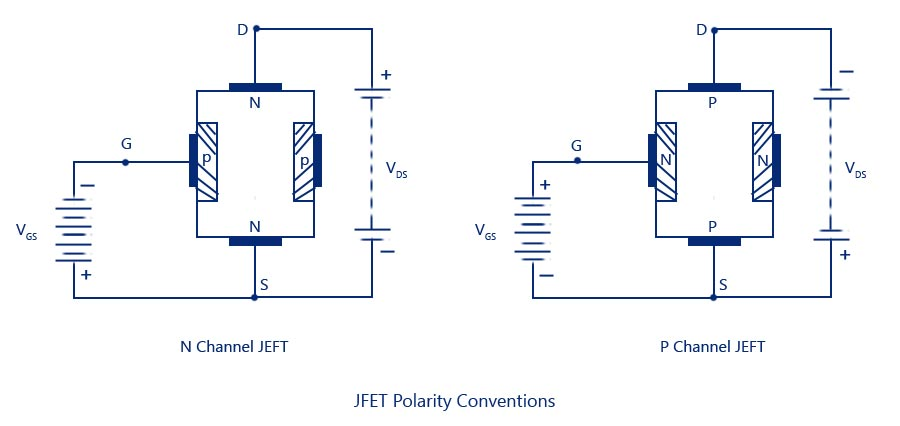 D
+
N
G
p
p
−
V_DS
V_GS
N
+
−
S
N Channel JEFT
D
−
P
G
N
N
+
V_DS
V_GS
P
−
+
S
P Channel JEFT
JFET Polarity Conventions